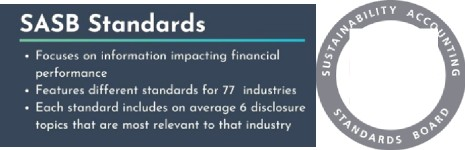 SASB Standards
• Focuses on information impacting financial
performance
• Features different standards for 77 industries
• Each standard includes on average 6 disclosure
topics that are most relevant to that industry
SUSTAINABILITY ACCOUNTING
STANDARDS BOARD